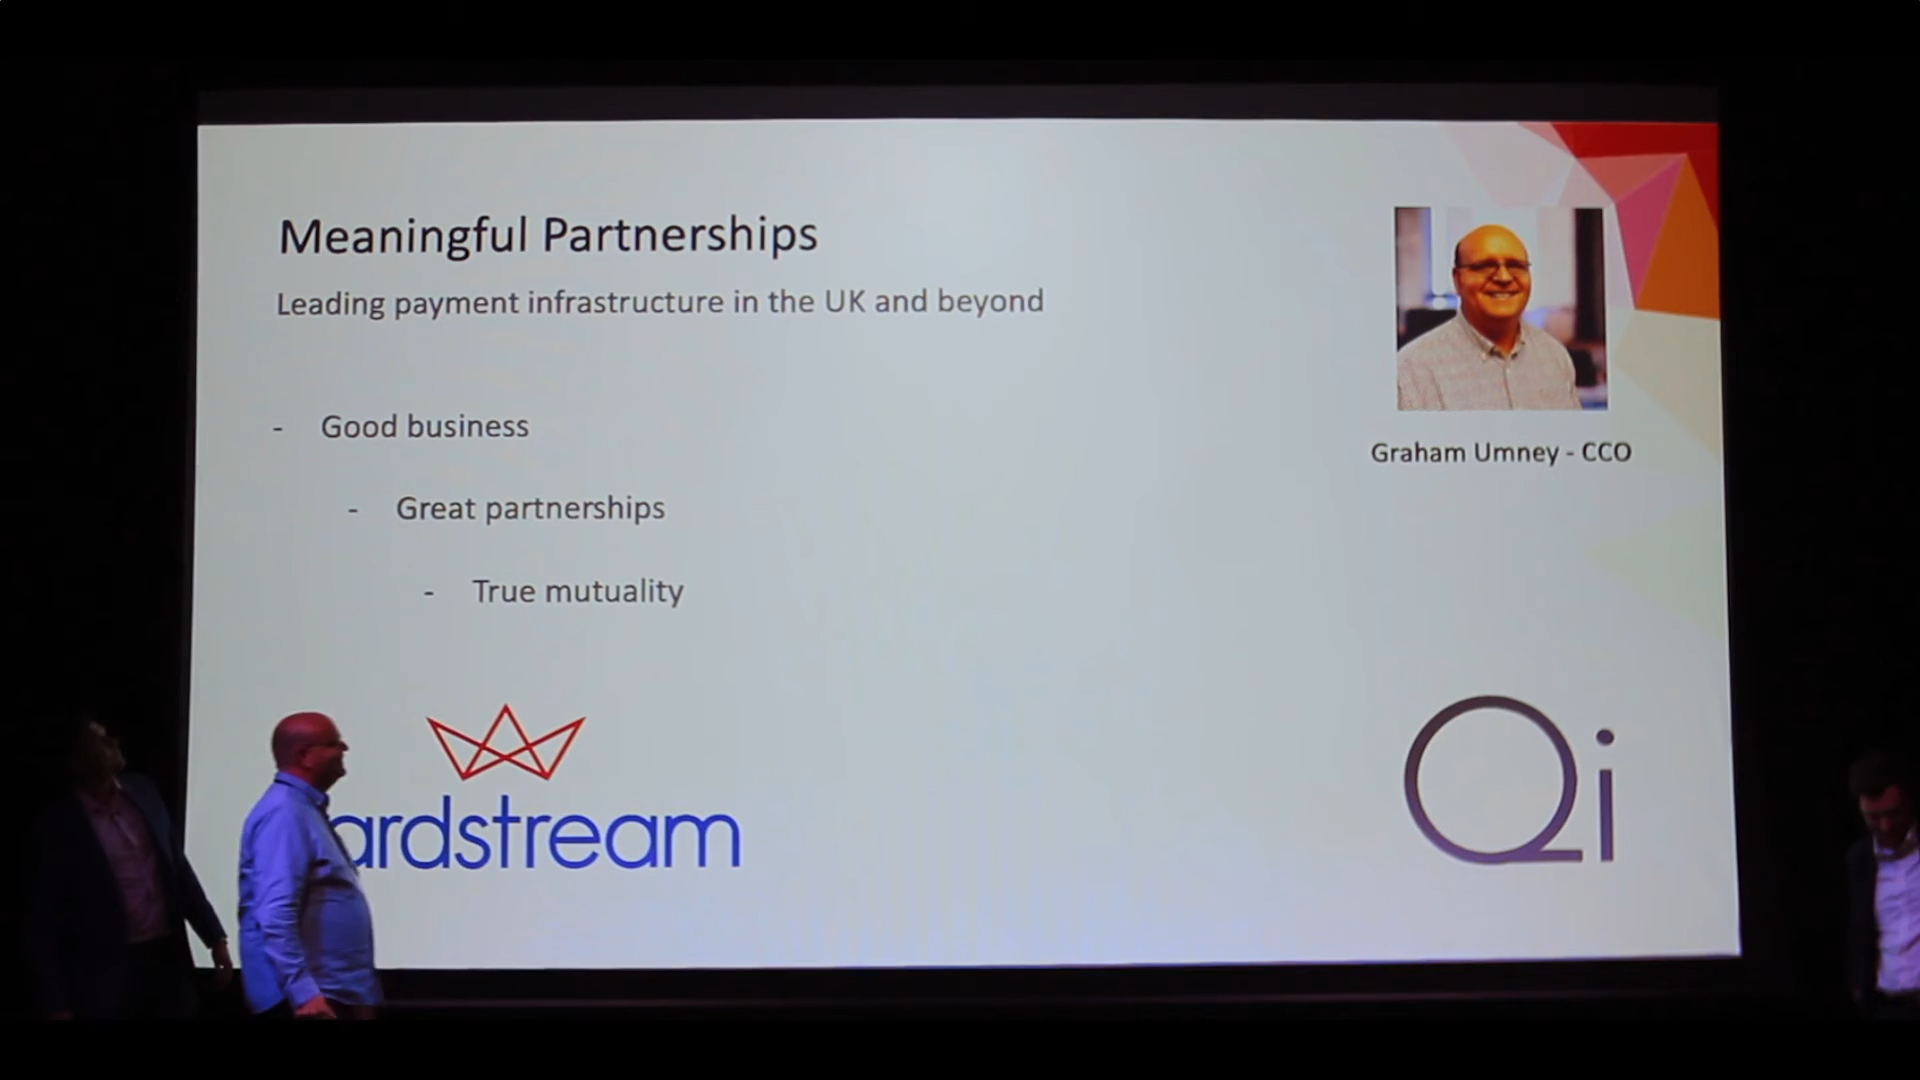 Meaningful Partnerships
Leading payment infrastructure in the UK and beyond
- Good business
- Great partnerships
- True mutuality
Graham Umney - CCO
ardstream
Qi